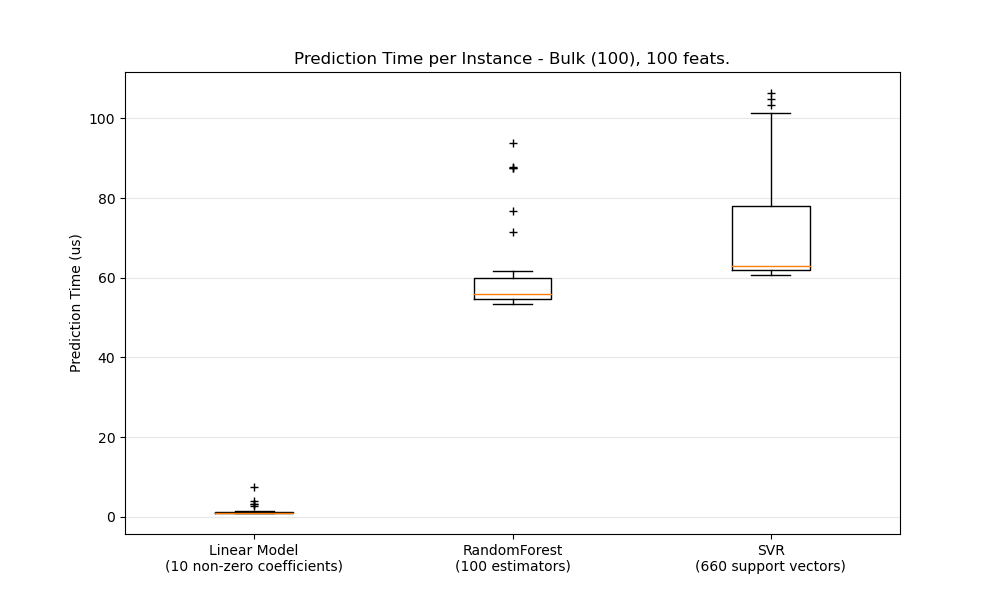 Prediction Time per Instance - Bulk (100), 100 feats.
Prediction Time (us)
100
80
60
40
20
0
Linear Model
(10 non-zero coefficients)
RandomForest
(100 estimators)
SVR
(660 support vectors)